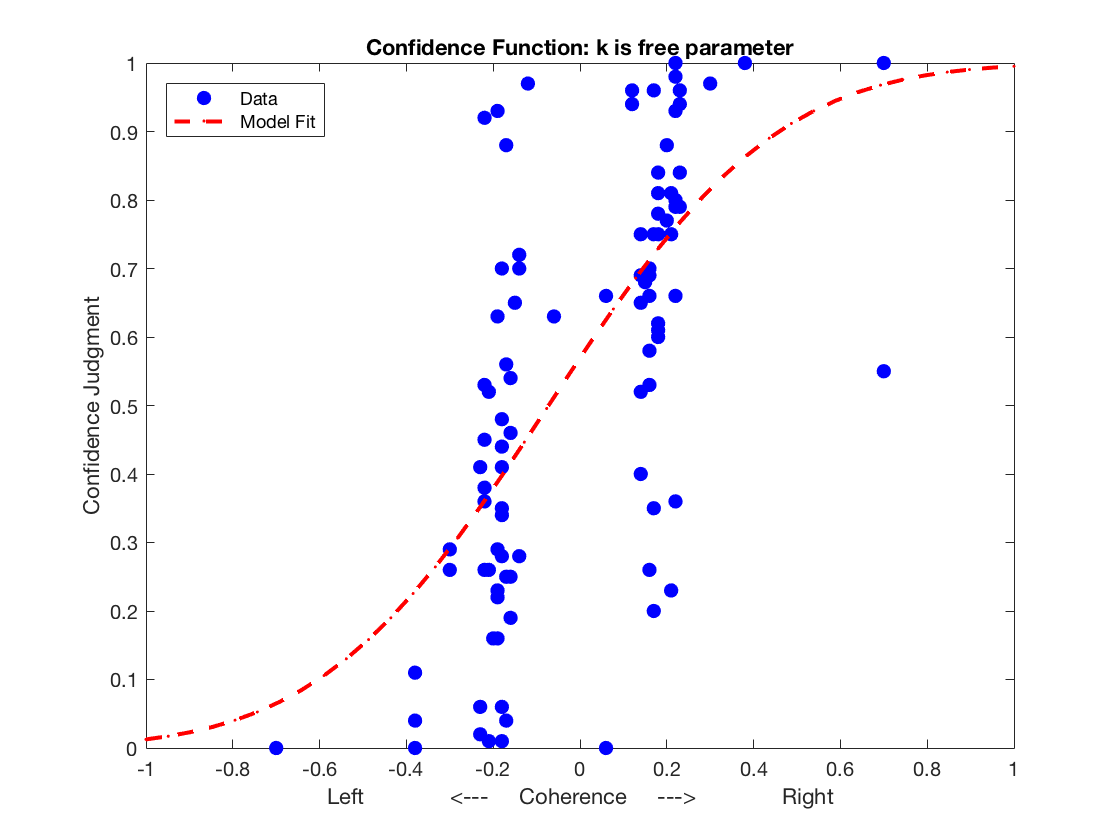 Confidence Function: k is free parameter
Data
Model Fit
Confidence Judgment
1
0.9
0.8
0.7
0.6
0.5
0.4
0.3
0.2
0.1
0
-1 -0.8 -0.6 -0.4 -0.2 0 0.2 0.4 0.6 0.8 1
Left <--- Coherence ---> Right